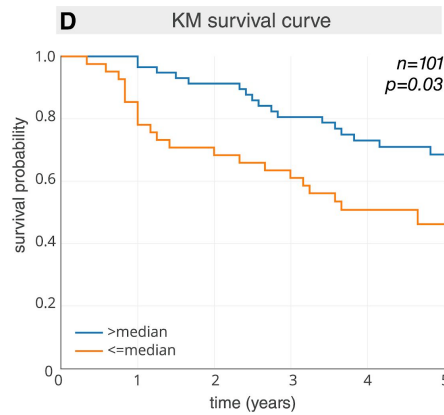 D KM survival curve
n=101
p=0.03
survival probability
1.0
0.8
0.6
0.4
0.2
0
>median
<=median
0 1 2 3 4 5
time (years)